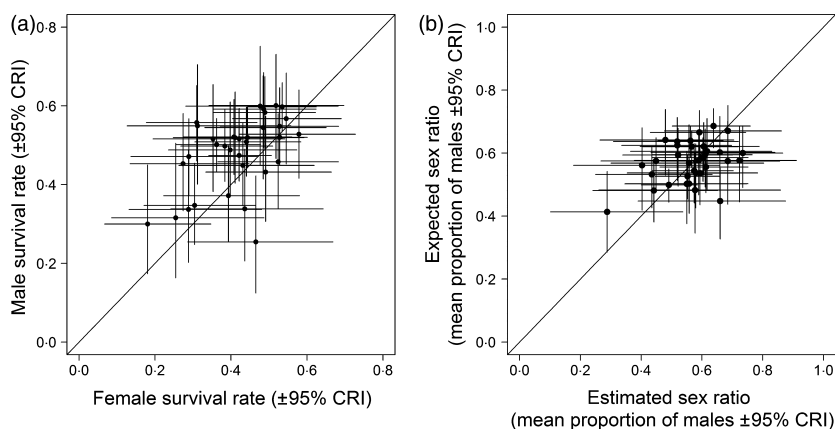 (a)
0·8
0·6
0·4
0·2
0·0
Male survival rate (±95% CRI)
0·0 0·2 0·4 0·6 0·8
Female survival rate (±95% CRI)
(b)
1·0
0·8
0·6
0·4
0·2
0·0
Expected sex ratio
(mean proportion of males ±95% CRI)
0·0 0·2 0·4 0·6 0·8 1·0
Estimated sex ratio
(mean proportion of males ±95% CRI)